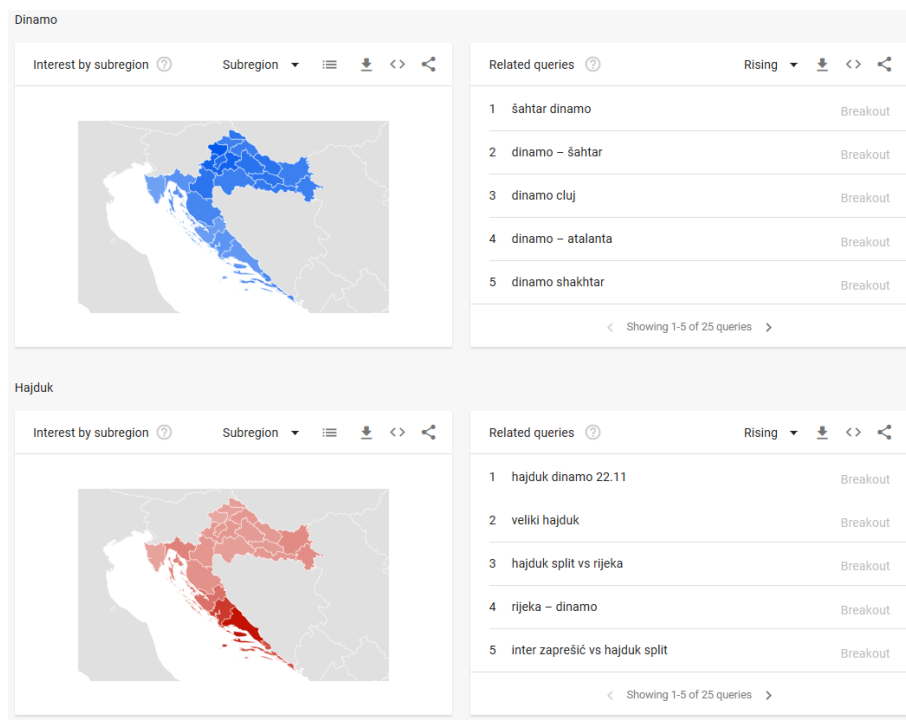 Dinamo
Interest by subregion
Subregion
Related queries
Rising
1 šahtar dinamo Breakout
2 dinamo – šahtar Breakout
3 dinamo cluj Breakout
4 dinamo – atalanta Breakout
5 dinamo shakhtar Breakout
Showing 1-5 of 25 queries
Hajduk
Interest by subregion
Subregion
Related queries
Rising
1 hajduk dinamo 22.11 Breakout
2 veliki hajduk Breakout
3 hajduk split vs rijeka Breakout
4 rijeka – dinamo Breakout
5 inter zaprešić vs hajduk split Breakout
Showing 1-5 of 25 queries